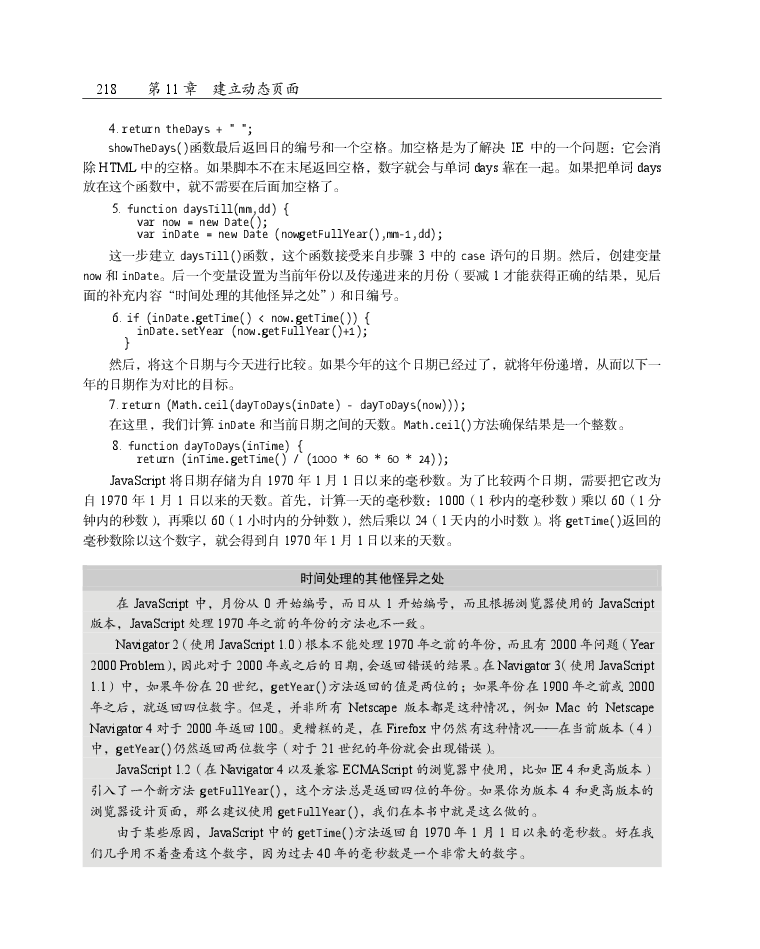 218 第 11 章 建立动态页面
4. return theDays + " ";
showTheDays()函数最后返回日的编号和一个空格。加空格是为了解决 IE 中的一个问题：它会消
除 HTML 中的空格。如果脚本不在末尾返回空格，数字就会与单词 days 靠在一起。如果把单词 days
放在这个函数中，就不需要在后面加空格了。
5. function daysTill(mm,dd) {
var now = new Date();
var inDate = new Date (nowgetFullYear(),mm-1,dd);
这一步建立 daysTill()函数，这个函数接受来自步骤 3 中的 case 语句的日期。然后，创建变量
now 和 inDate。后一个变量设置为当前年份以及传递进来的月份（要减 1 才能获得正确的结果，见后
面的补充内容“时间处理的其他怪异之处”）和日编号。
6. if (inDate.getTime() < now.getTime()) {
inDate.setYear (now.getFullYear()+1);
}
然后，将这个日期与今天进行比较。如果今年的这个日期已经过了，就将年份递增，从而以下一
年的日期作为对比的目标。
7. return (Math.ceil(dayToDays(inDate) - dayToDays(now)));
在这里，我们计算 inDate 和当前日期之间的天数。Math.ceil()方法确保结果是一个整数。
8. function dayToDays(inTime) {
return (inTime.getTime() / (1000 * 60 * 60 * 24));
JavaScript 将日期存储为自 1970 年 1 月 1 日以来的毫秒数。为了比较两个日期，需要把它改为
自 1970 年 1 月 1 日以来的天数。首先，计算一天的毫秒数：1000（1 秒内的毫秒数）乘以 60（1 分
钟内的秒数），再乘以 60（1 小时内的分钟数），然后乘以 24（1 天内的小时数）。将 getTime()返回的
毫秒数除以这个数字，就会得到自 1970 年 1 月 1 日以来的天数。
时间处理的其他怪异之处
在 JavaScript 中，月份从 0 开始编号，而日从 1 开始编号，而且根据浏览器使用的 JavaScript
版本，JavaScript 处理 1970 年之前的年份的方法也不一致。
Navigator 2（使用 JavaScript 1.0）根本不能处理 1970 年之前的年份，而且有 2000 年问题（Year
2000 Problem），因此对于 2000 年或之后的日期，会返回错误的结果。在 Navigator 3（使用 JavaScript
1.1）中，如果年份在 20 世纪，getYear()方法返回的值是两位的；如果年份在 1900 年之前或 2000
年之后，就返回四位数字。但是，并非所有 Netscape 版本都是这种情况，例如 Mac 的 Netscape
Navigator 4 对于 2000 年返回 100。更糟糕的是，在 Firefox 中仍然有这种情况——在当前版本（4）
中，getYear()仍然返回两位数字（对于 21 世纪的年份就会出现错误）。
JavaScript 1.2（在 Navigator 4 以及兼容 ECMAScript 的浏览器中使用，比如 IE 4 和更高版本）
引入了一个新方法 getFullYear()，这个方法总是返回四位的年份。如果你为版本 4 和更高版本的
浏览器设计页面，那么建议使用 getFullYear()，我们在本书中就是这么做的。
由于某些原因，JavaScript 中的 getTime()方法返回自 1970 年 1 月 1 日以来的毫秒数。好在我
们几乎用不着查看这个数字，因为过去 40 年的毫秒数是一个非常大的数字。